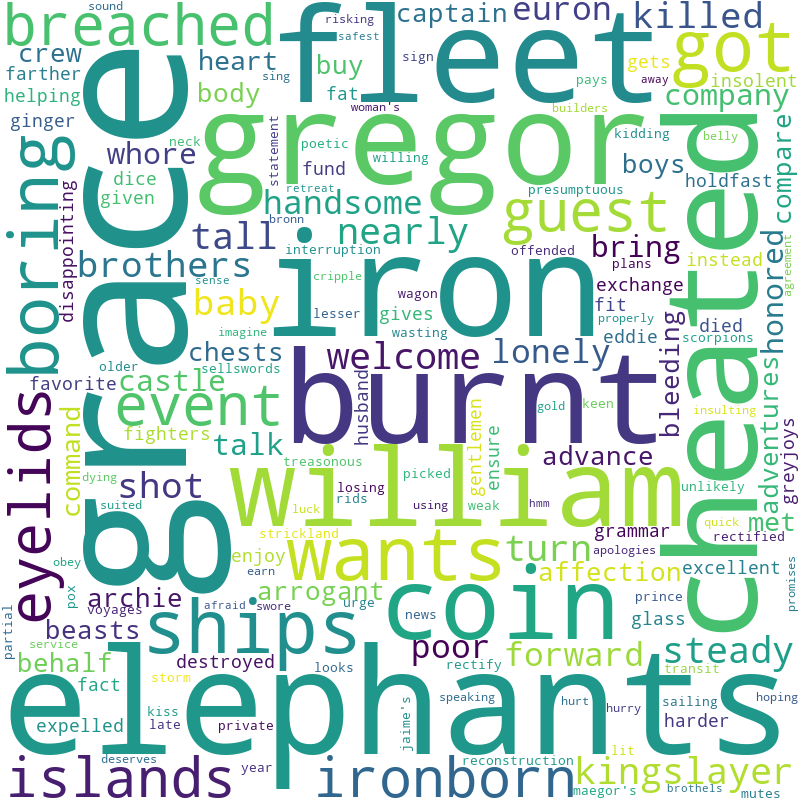 sound
breached
fleet
risking
safest
captain
euron
killed
crew
farther
helping
heart
sing
sign
buy
fat
pays
away
gets
got
insolent
company
ginger
body
woman's
builders
grace
gregor
neck
statement
poetic
willing
kidding
belly
boring
whore
dice
given
fund
retreat
bronn
presumptuous
boys
holdfast
compare
cheated
disappointing
tall
handsome
nearly
guest
brothers
interruption
offended
bring
plans
instead
honored
agreement
sense
cripple
iron
baby
lesser
wagon
exchange
gives
fit
properly
scorpions
imagine
wasting
eddie
died
older
chests
welcome
lonely
sellswords
favorite
castle
husband
gold
keen
bleeding
insulting
adventures
greyjoys
burnt
eyelids
event
fighters
command
talk
gentlemen
ensure
advance
treasonous
william
losing
picked
weak
unlikely
met
dying
shot
rids
using
hmm
suited
luck
quick
strickland
grammar
rectified
obey
pox
enjoy
wants
turn
apologies
affection
excellent
archie
voyages
earn
arrogant
coin
prince
promises
afraid
swore
urge
partial
beasts
ships
news
glass
steady
behalf
service
destroyed
poor
forward
rectify
transit
fact
storm
looks
elephants
kiss
private
jaime's
speaking
hurt
hurry
sailing
hoping
expelled
late
harder
deserves
lit
reconstruction
islands
year
ironborn
kingslayer
maegor's
brothels
mutes